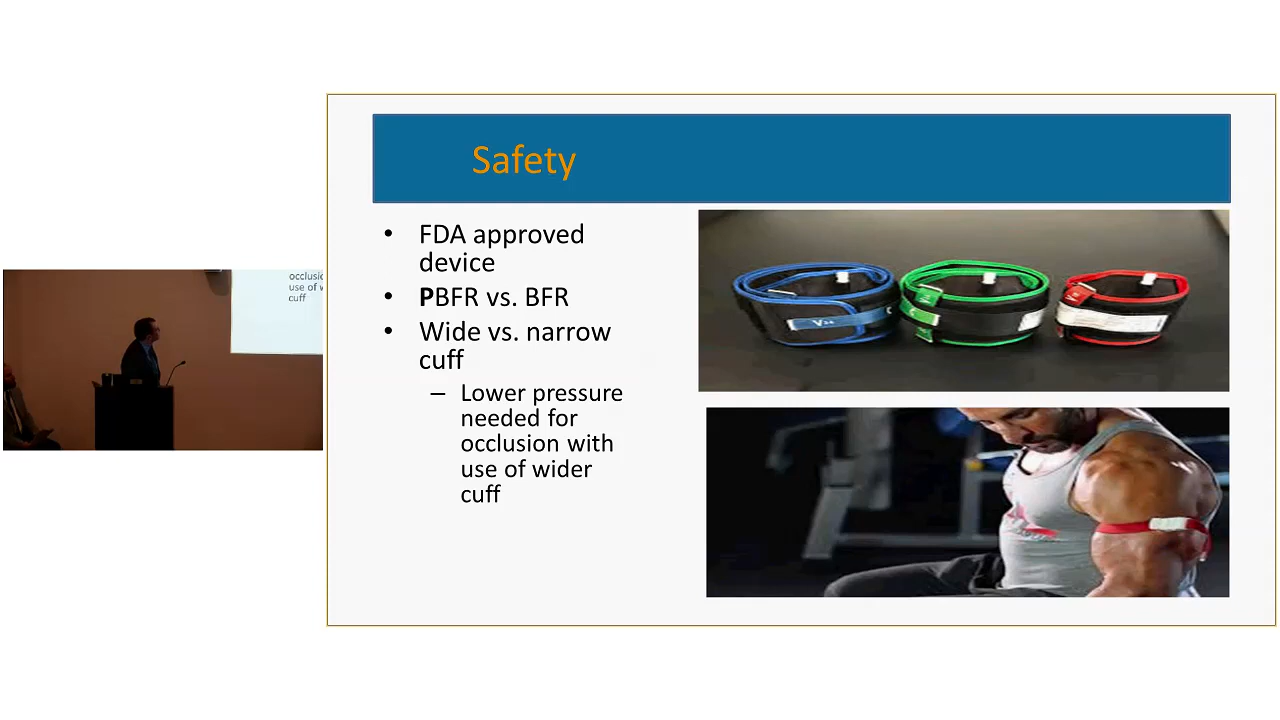 Safety
• FDA approved
device
• PBFR vs. BFR
• Wide vs. narrow
cuff
– Lower pressure
needed for
occlusion with
use of wider
cuff
occlusio
use of w
cuff